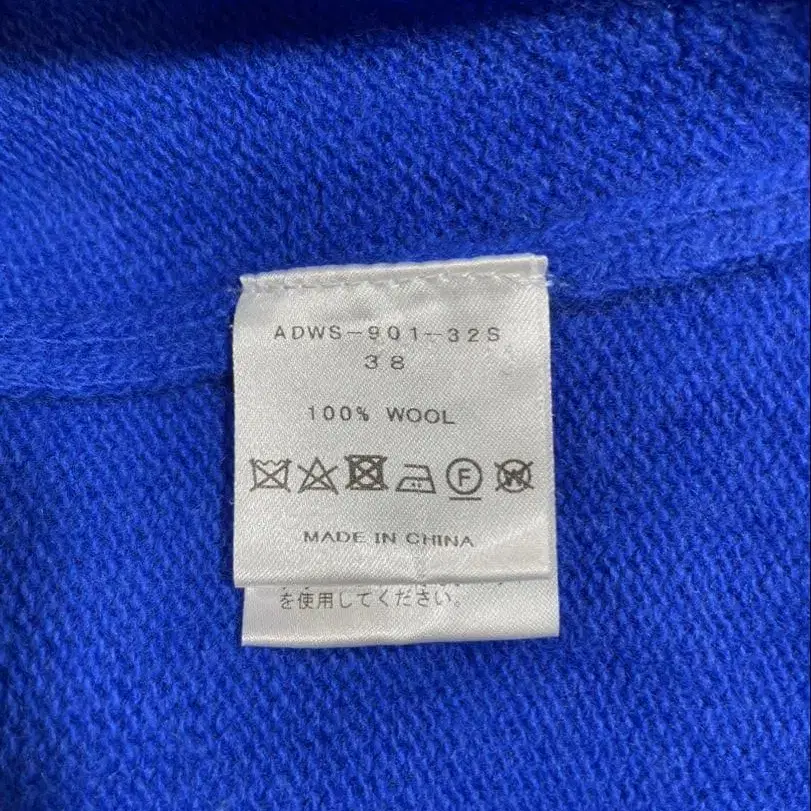 ADWS-901-32S
38
100% WOOL
F
W
MADE IN CHINA
を使用してください。